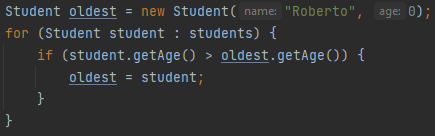 Student oldest = new Student( name: "Roberto", age: 0);
for (Student student : students) {
    if (student.getAge() > oldest.getAge()) {
        oldest = student;
    }
}